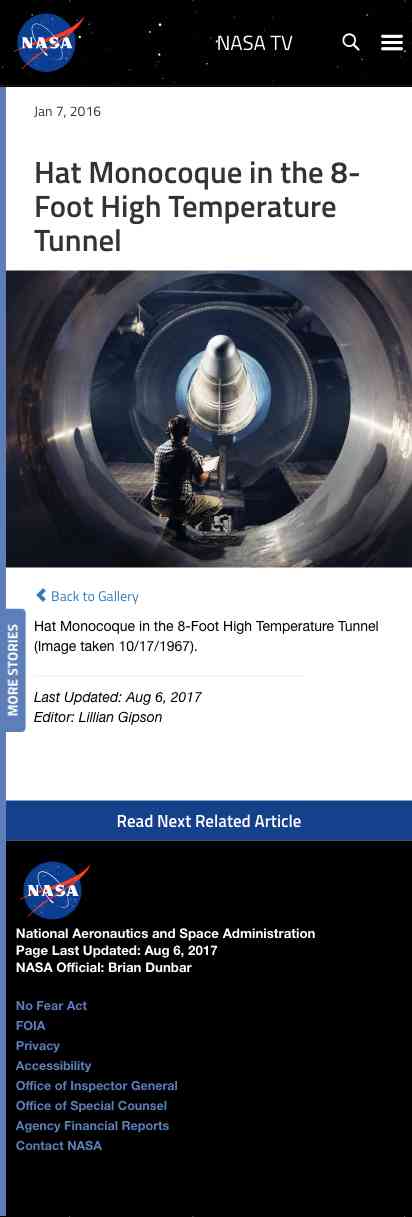 NASA
NASA TV
Jan 7, 2016
Hat Monocoque in the 8-
Foot High Temperature
Tunnel
Back to Gallery
Hat Monocoque in the 8-Foot High Temperature Tunnel
(Image taken 10/17/1967).
MORE STORIES
Last Updated: Aug 6, 2017
Editor: Lillian Gipson
Read Next Related Article
NASA
National Aeronautics and Space Administration
Page Last Updated: Aug 6, 2017
NASA Official: Brian Dunbar
No Fear Act
FOIA
Privacy
Accessibility
Office of Inspector General
Office of Special Counsel
Agency Financial Reports
Contact NASA